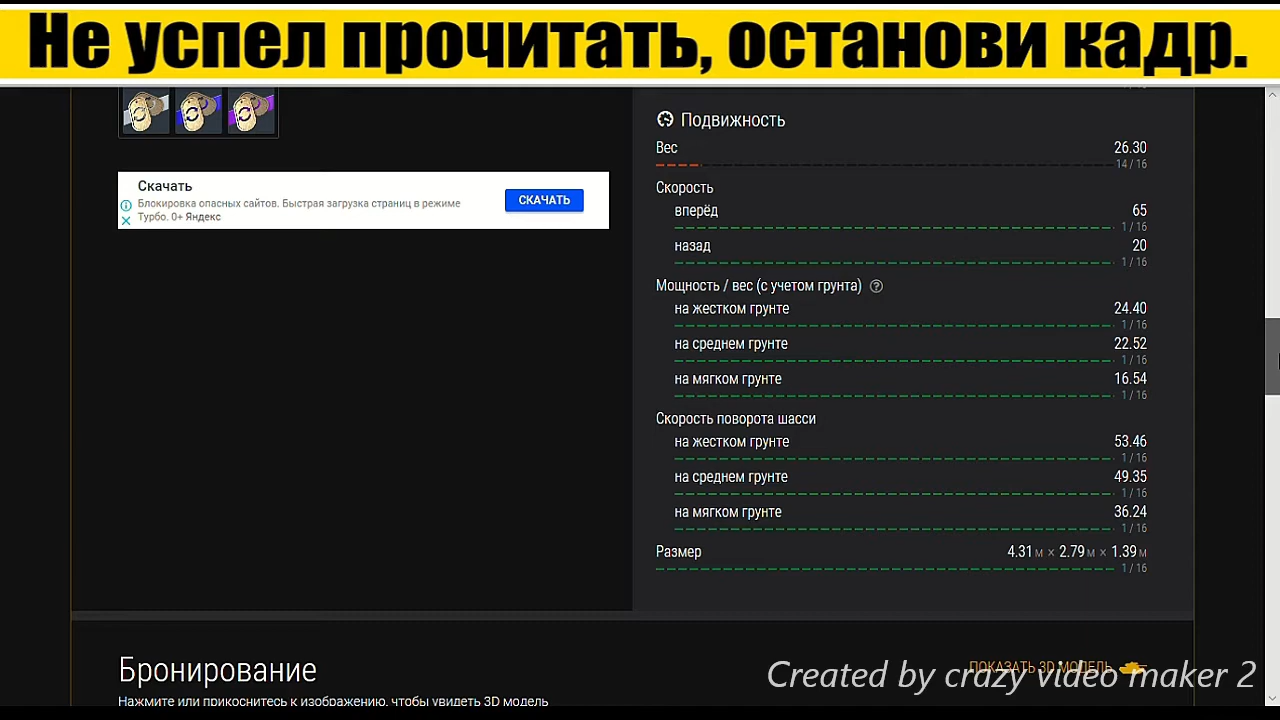 Не успел прочитать, останови кадр.
Подвижность
Вес 26.30
14 / 16
Скачать
Блокировка опасных сайтов. Быстрая загрузка страниц в режиме
Турбо. 0+ Яндекс
СКАЧАТЬ
Скорость
вперёд 65
1 / 16
назад 20
1 / 16
Мощность / вес (с учетом грунта) ?
на жестком грунте 24.40
1 / 16
на среднем грунте 22.52
1 / 16
на мягком грунте 16.54
1 / 16
Скорость поворота шасси
на жестком грунте 53.46
1 / 16
на среднем грунте 49.35
1 / 16
на мягком грунте 36.24
1 / 16
Размер 4.31 м × 2.79 м × 1.39 м
1 / 16
Бронирование
ПОКАЗАТЬ 3D МОДЕЛЬ
Нажмите или прикоснитесь к изображению, чтобы увидеть 3D модель
Created by crazy video maker 2